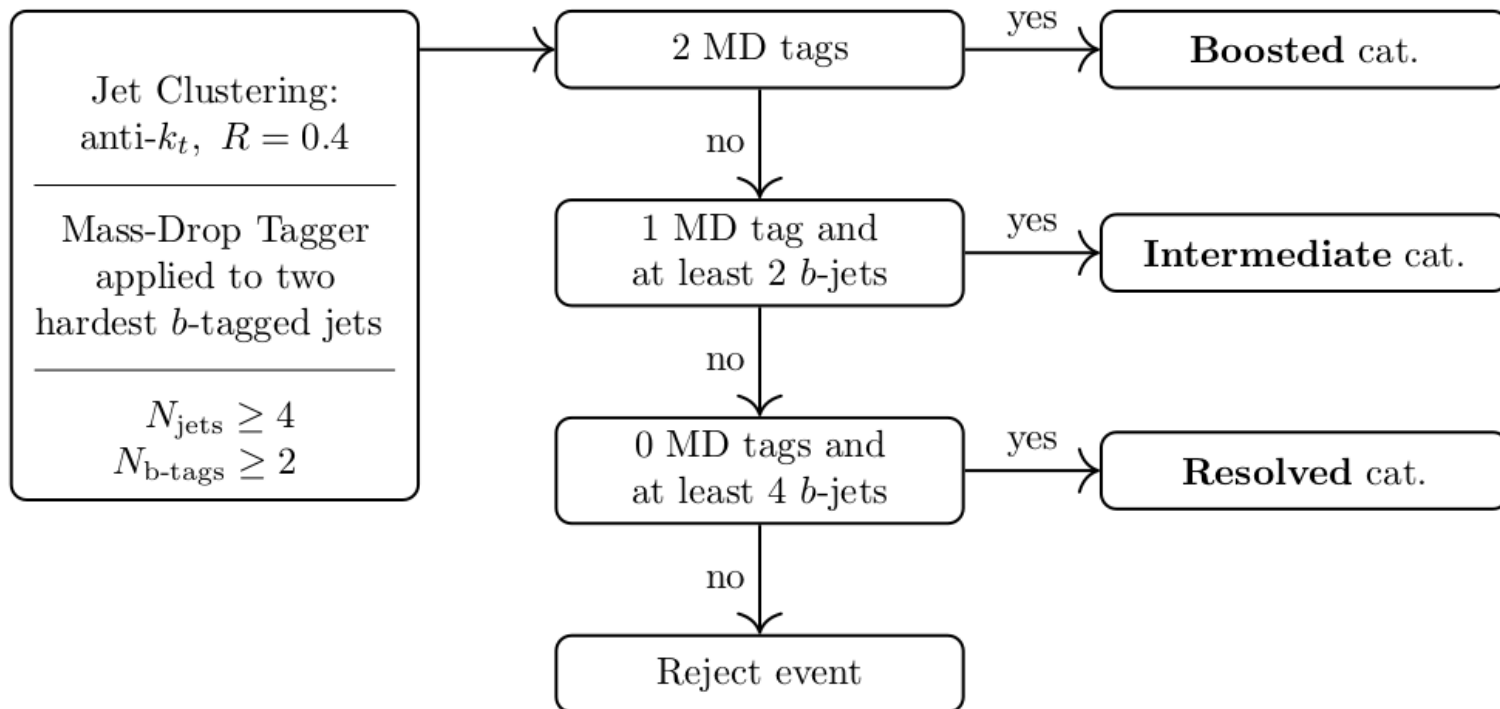 Jet Clustering:
anti-k_t, R = 0.4
Mass-Drop Tagger
applied to two
hardest b-tagged jets
N_jets ≥ 4
N_b-tags ≥ 2
2 MD tags
yes
Boosted cat.
no
1 MD tag and
at least 2 b-jets
yes
Intermediate cat.
no
0 MD tags and
at least 4 b-jets
yes
Resolved cat.
no
Reject event